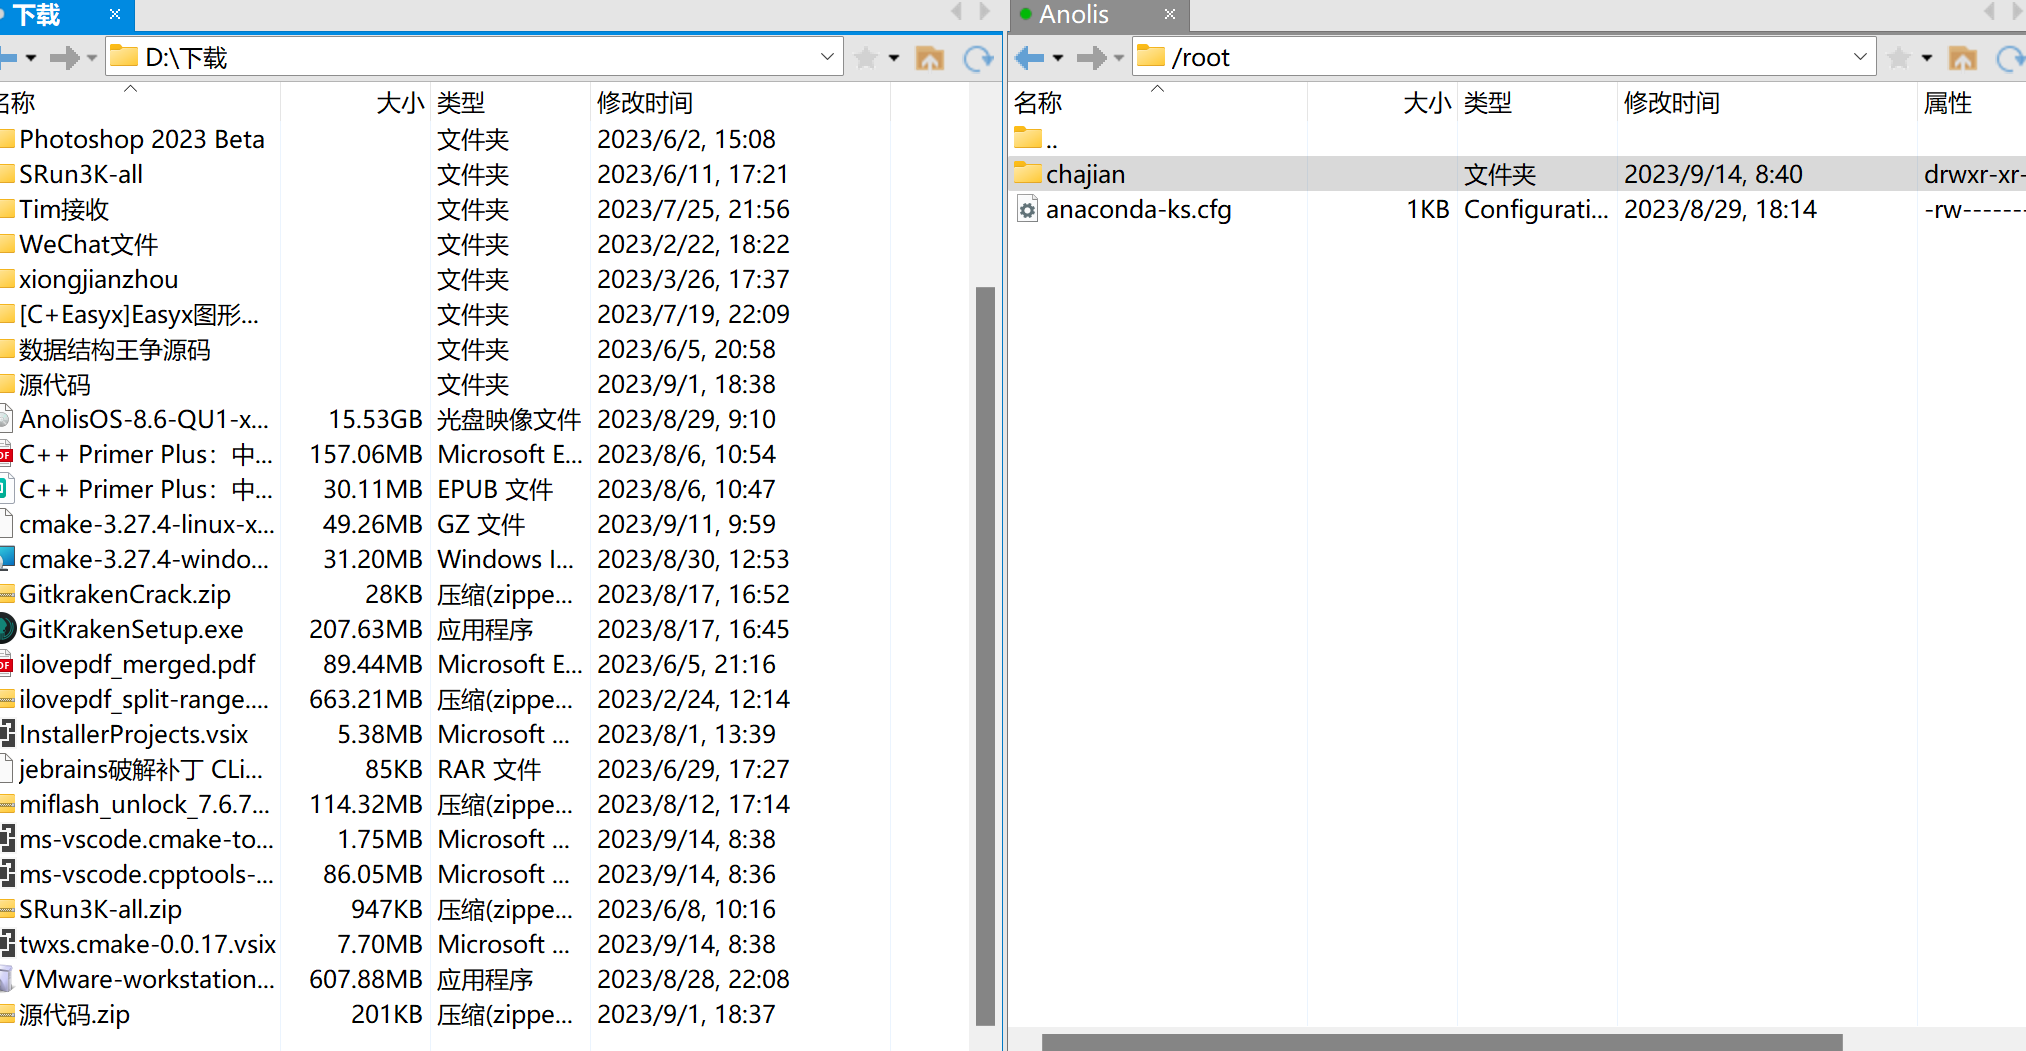 下载
D:\下载
名称 大小 类型 修改时间
Photoshop 2023 Beta 文件夹 2023/6/2, 15:08
SRun3K-all 文件夹 2023/6/11, 17:21
Tim接收 文件夹 2023/7/25, 21:56
WeChat文件 文件夹 2023/2/22, 18:22
xiongjianzhou 文件夹 2023/3/26, 17:37
[C+Easyx]Easyx图形... 文件夹 2023/7/19, 22:09
数据结构王争源码 文件夹 2023/6/5, 20:58
源代码 文件夹 2023/9/1, 18:38
AnolisOS-8.6-QU1-x... 15.53GB 光盘映像文件 2023/8/29, 9:10
C++ Primer Plus：中... 157.06MB Microsoft E... 2023/8/6, 10:54
C++ Primer Plus：中... 30.11MB EPUB 文件 2023/8/6, 10:47
cmake-3.27.4-linux-x... 49.26MB GZ 文件 2023/9/11, 9:59
cmake-3.27.4-windo... 31.20MB Windows I... 2023/8/30, 12:53
GitkrakenCrack.zip 28KB 压缩(zippe... 2023/8/17, 16:52
GitKrakenSetup.exe 207.63MB 应用程序 2023/8/17, 16:45
ilovepdf_merged.pdf 89.44MB Microsoft E... 2023/6/5, 21:16
ilovepdf_split-range.... 663.21MB 压缩(zippe... 2023/2/24, 12:14
InstallerProjects.vsix 5.38MB Microsoft ... 2023/8/1, 13:39
jebrains破解补丁 CLi... 85KB RAR 文件 2023/6/29, 17:27
miflash_unlock_7.6.7... 114.32MB 压缩(zippe... 2023/8/12, 17:14
ms-vscode.cmake-to... 1.75MB Microsoft ... 2023/9/14, 8:38
ms-vscode.cpptools-... 86.05MB Microsoft ... 2023/9/14, 8:36
SRun3K-all.zip 947KB 压缩(zippe... 2023/6/8, 10:16
twxs.cmake-0.0.17.vsix 7.70MB Microsoft ... 2023/9/14, 8:38
VMware-workstation... 607.88MB 应用程序 2023/8/28, 22:08
源代码.zip 201KB 压缩(zippe... 2023/9/1, 18:37
Anolis
/root
名称 大小 类型 修改时间 属性
..
chajian 文件夹 2023/9/14, 8:40 drwxr-xr-
anaconda-ks.cfg 1KB Configurati... 2023/8/29, 18:14 -rw-------